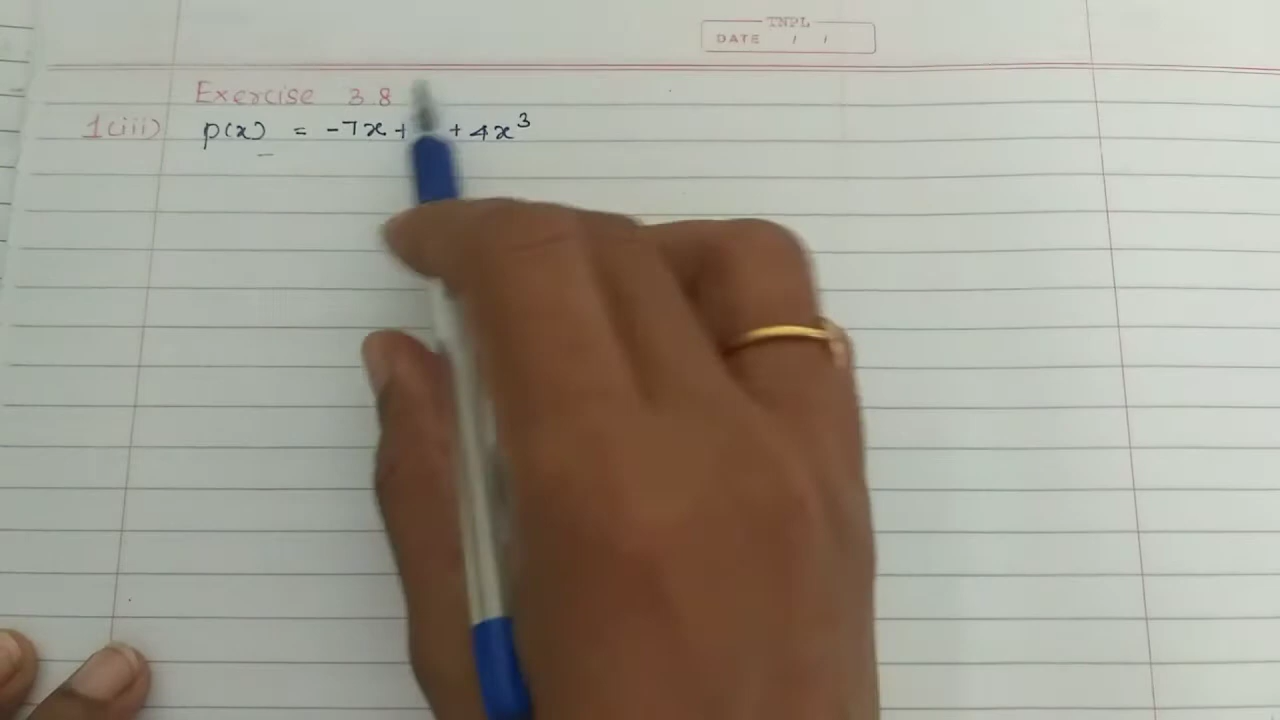 TNPL
DATE / /
Exercise 3.8
1(iii) p(x) = -7x + + 4x³